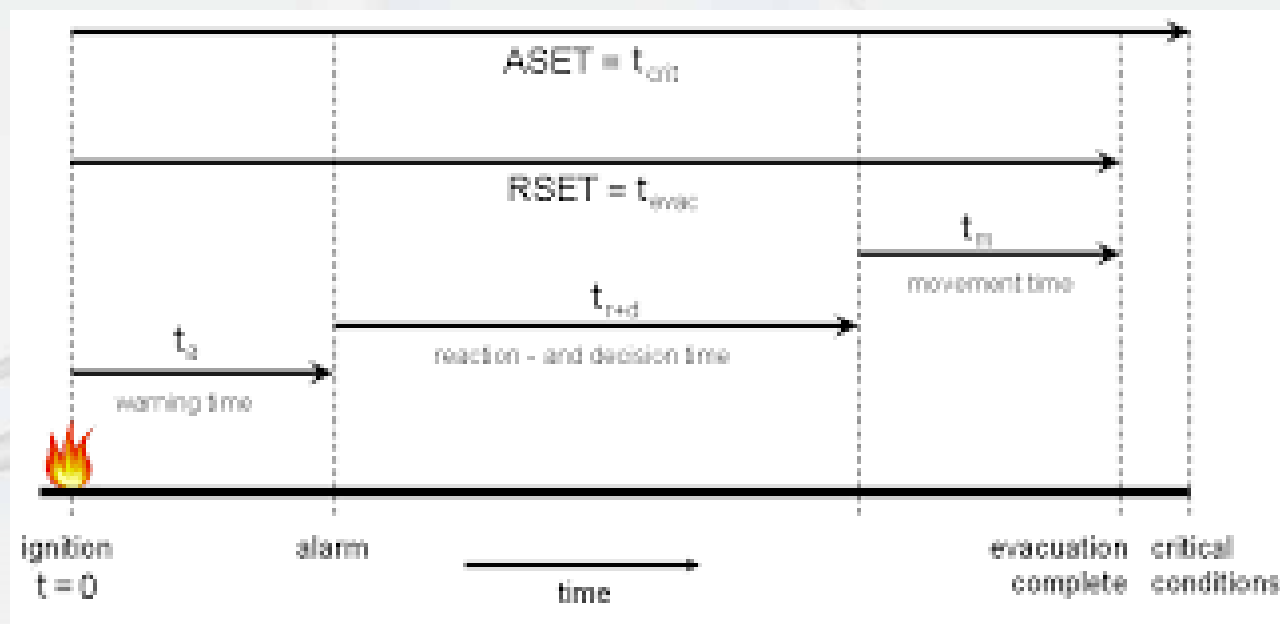 ASET = t_crit
RSET = t_evac
t_m
movement time
t_r+d
reaction - and decision time
t_a
warning time
ignition
t = 0
alarm
time
evacuation
complete
critical
conditions